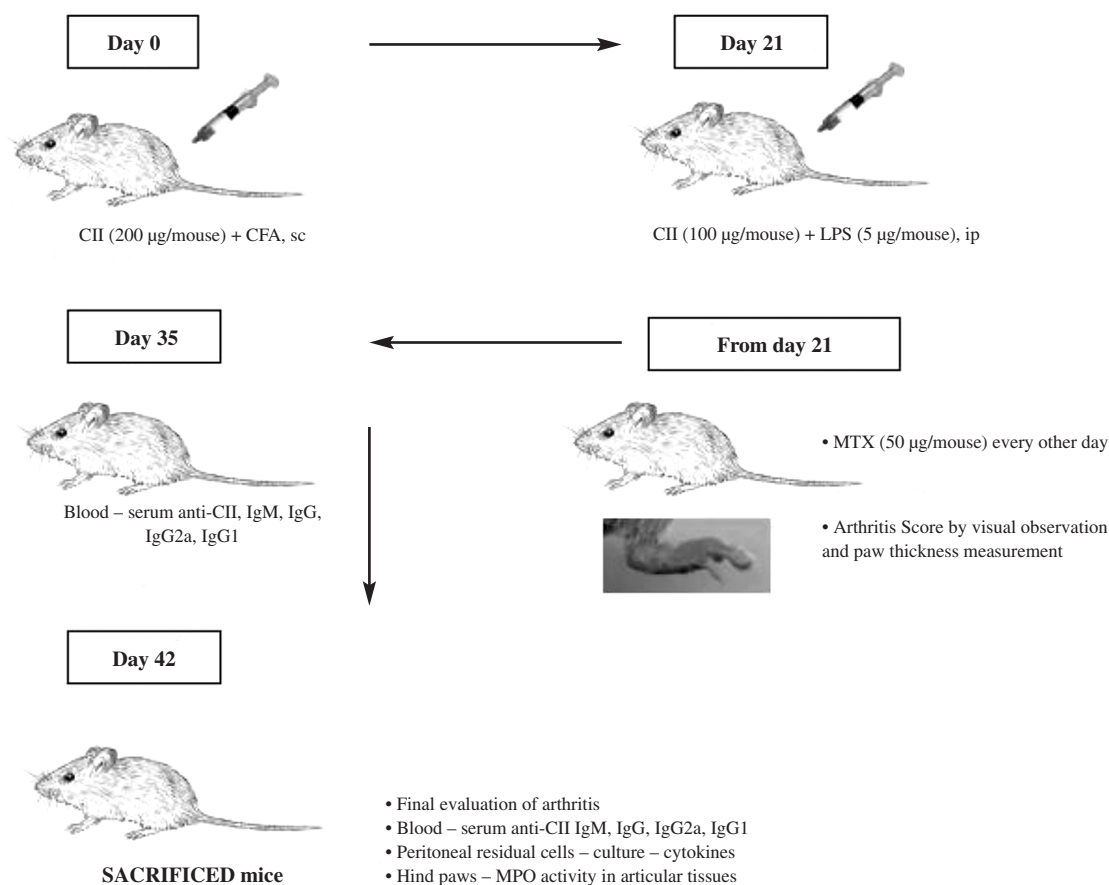 Day 0
Day 21
CII (200 µg/mouse) + CFA, sc
CII (100 µg/mouse) + LPS (5 µg/mouse), ip
Day 35
From day 21
• MTX (50 µg/mouse) every other day
Blood – serum anti-CII, IgM, IgG,
IgG2a, IgG1
• Arthritis Score by visual observation
and paw thickness measurement
Day 42
• Final evaluation of arthritis
• Blood – serum anti-CII IgM, IgG, IgG2a, IgG1
• Peritoneal residual cells – culture – cytokines
• Hind paws – MPO activity in articular tissues
SACRIFICED mice